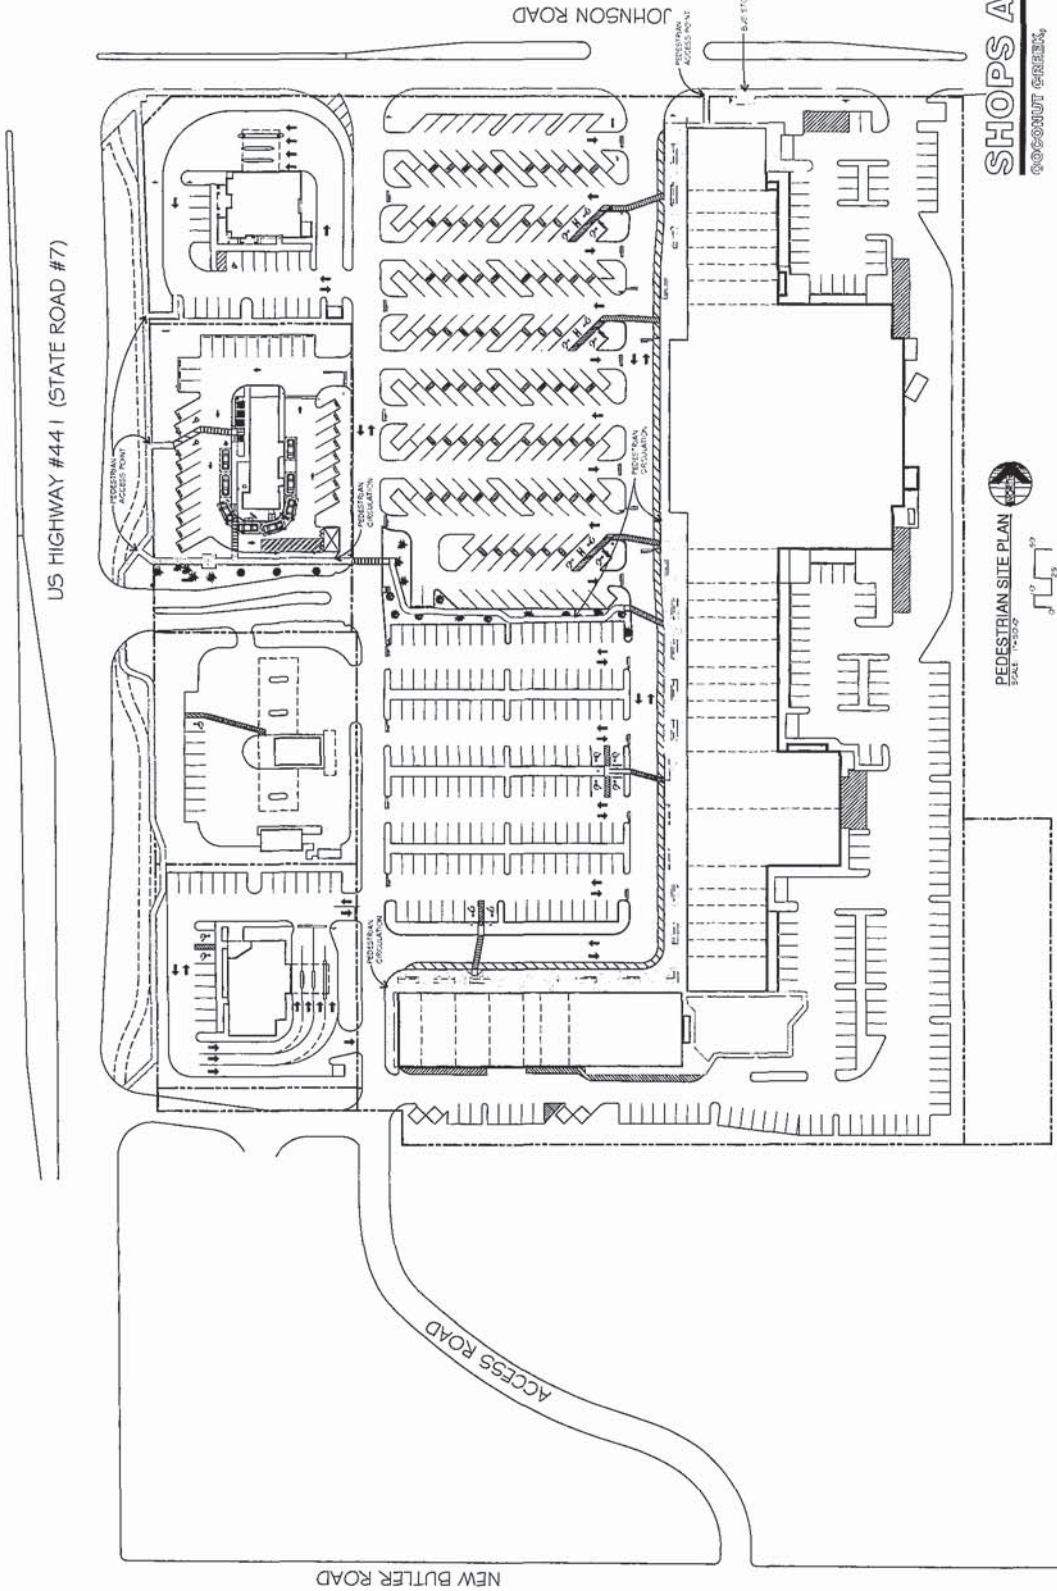 JOHNSON ROAD
US HIGHWAY #441 (STATE ROAD #7)
PEDESTRIAN
ACCESS POINT
PEDESTRIAN
ACCESS POINT
PEDESTRIAN
CIRCULATION
PEDESTRIAN
CIRCULATION
PEDESTRIAN
CIRCULATION
SHOPS A
COCONUT CREEK,
PEDESTRIAN SITE PLAN
NORTH
ACCESS ROAD
NEW BUTLER ROAD